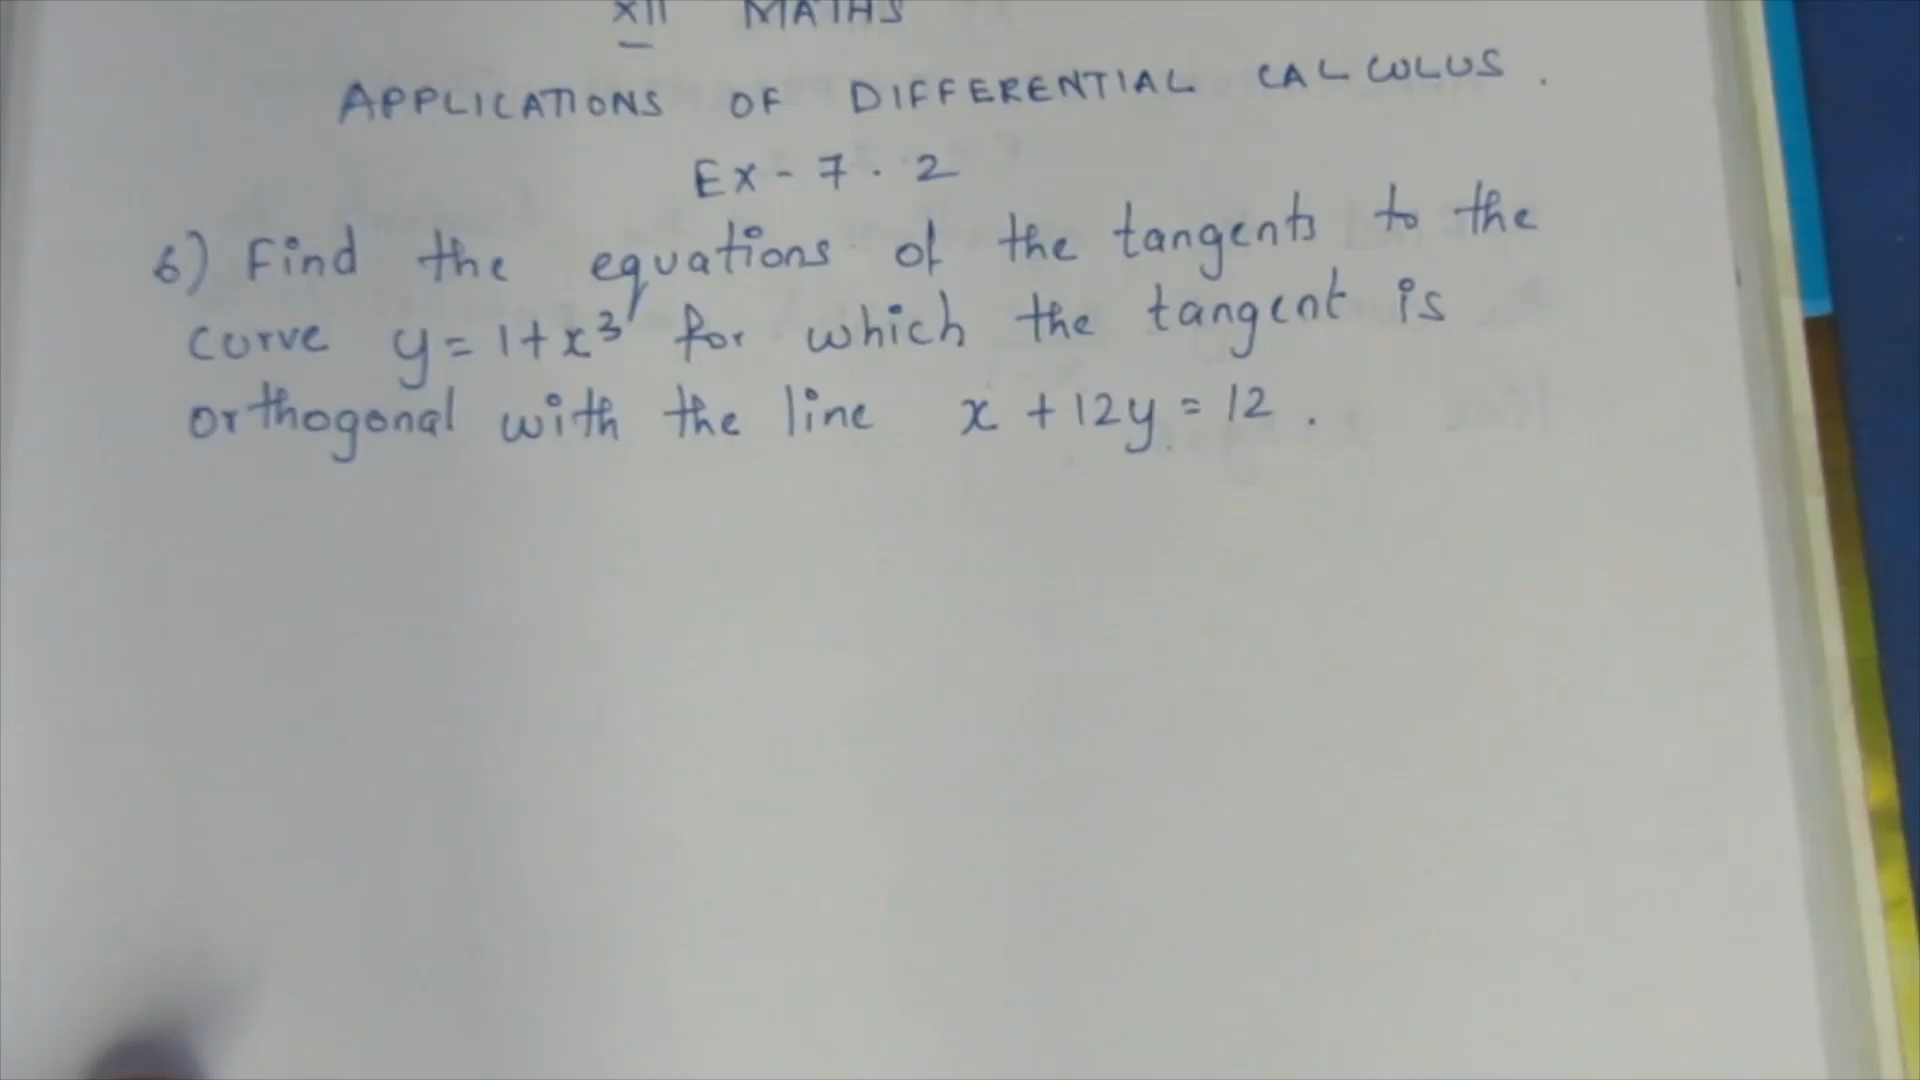 XII MATHS
APPLICATIONS OF DIFFERENTIAL CALCULUS.
Ex - 7.2
6) Find the equations of the tangents to the
curve y = 1+x³ for which the tangent is
orthogonal with the line x + 12y = 12.